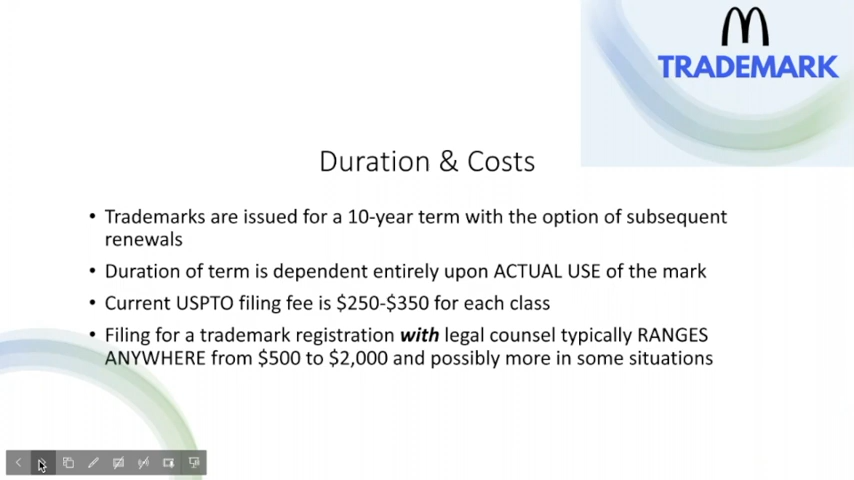 TRADEMARK
Duration & Costs
• Trademarks are issued for a 10-year term with the option of subsequent
renewals
• Duration of term is dependent entirely upon ACTUAL USE of the mark
• Current USPTO filing fee is $250-$350 for each class
• Filing for a trademark registration with legal counsel typically RANGES
ANYWHERE from $500 to $2,000 and possibly more in some situations